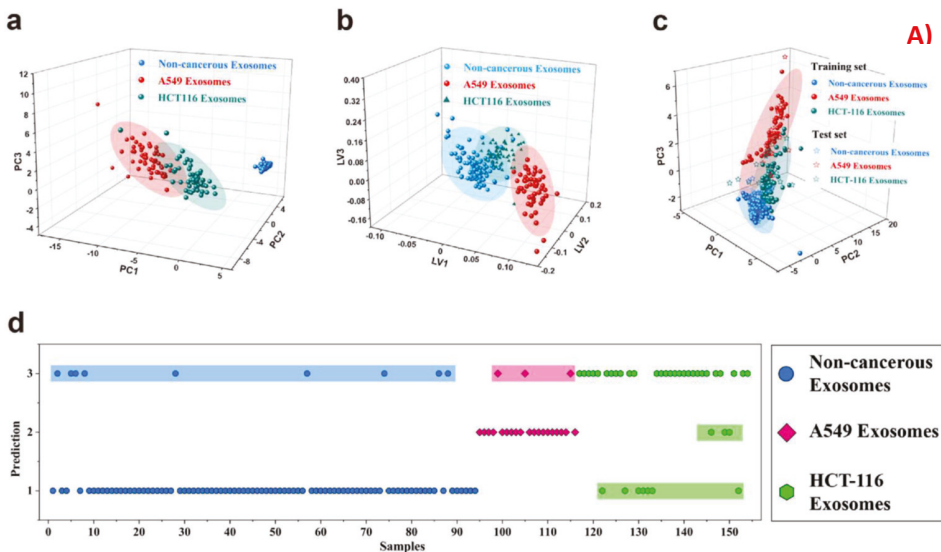 a
Non-cancerous Exosomes
A549 Exosomes
HCT116 Exosomes
12
10
8
6
4
2
0
-2
-4
PC3
-15
-10
-5
0
5
PC1
-8
-4
0
4
PC2
b
Non-cancerous Exosomes
A549 Exosomes
HCT116 Exosomes
0.40
0.32
0.24
0.16
0.08
0.00
-0.08
-0.16
LV3
-0.10
-0.05
0.00
0.05
0.10
LV1
-0.2
-0.1
0.0
0.1
0.2
LV2
c
A)
Training set
Non-cancerous Exosomes
A549 Exosomes
HCT-116 Exosomes
Test set
Non-cancerous Exosomes
A549 Exosomes
HCT-116 Exosomes
6
4
2
0
-2
PC3
-5
0
5
PC1
-5
0
5
10
15
20
PC2
d
3
2
1
Prediction
0 10 20 30 40 50 60 70 80 90 100 110 120 130 140 150
Samples
Non-cancerous
Exosomes
A549 Exosomes
HCT-116
Exosomes